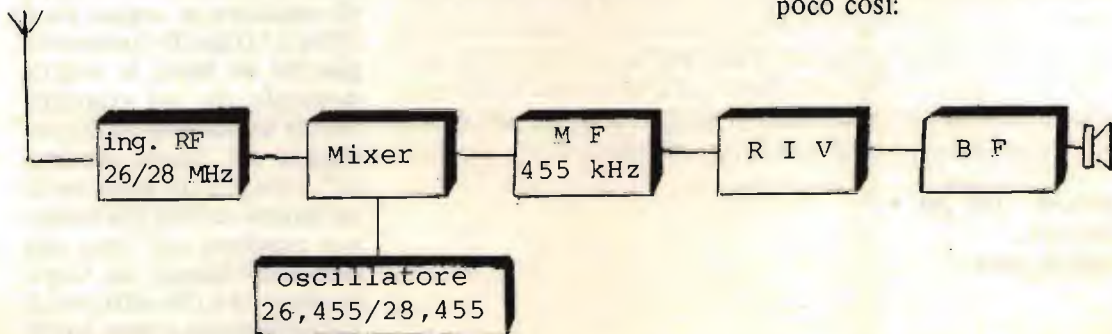 poco così:
ing. RF
26/28 MHz
Mixer
M F
455 kHz
R I V
B F
oscillatore
26,455/28,455